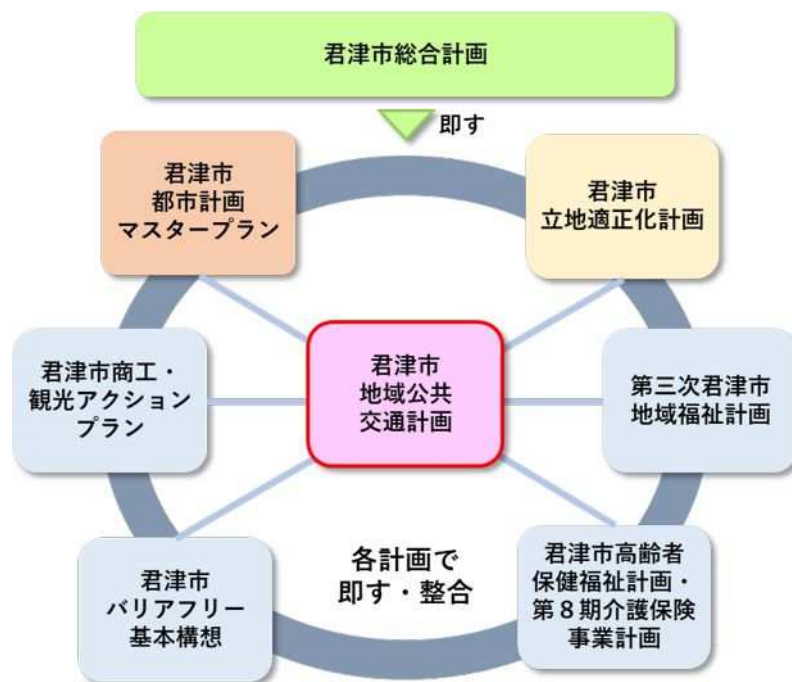 君津市総合計画
即す
君津市
都市計画
マスタープラン
君津市
立地適正化計画
君津市商工・
観光アクション
プラン
君津市
地域公共
交通計画
第三次君津市
地域福祉計画
君津市
バリアフリー
基本構想
各計画で
即す・整合
君津市高齢者
保健福祉計画・
第８期介護保険
事業計画